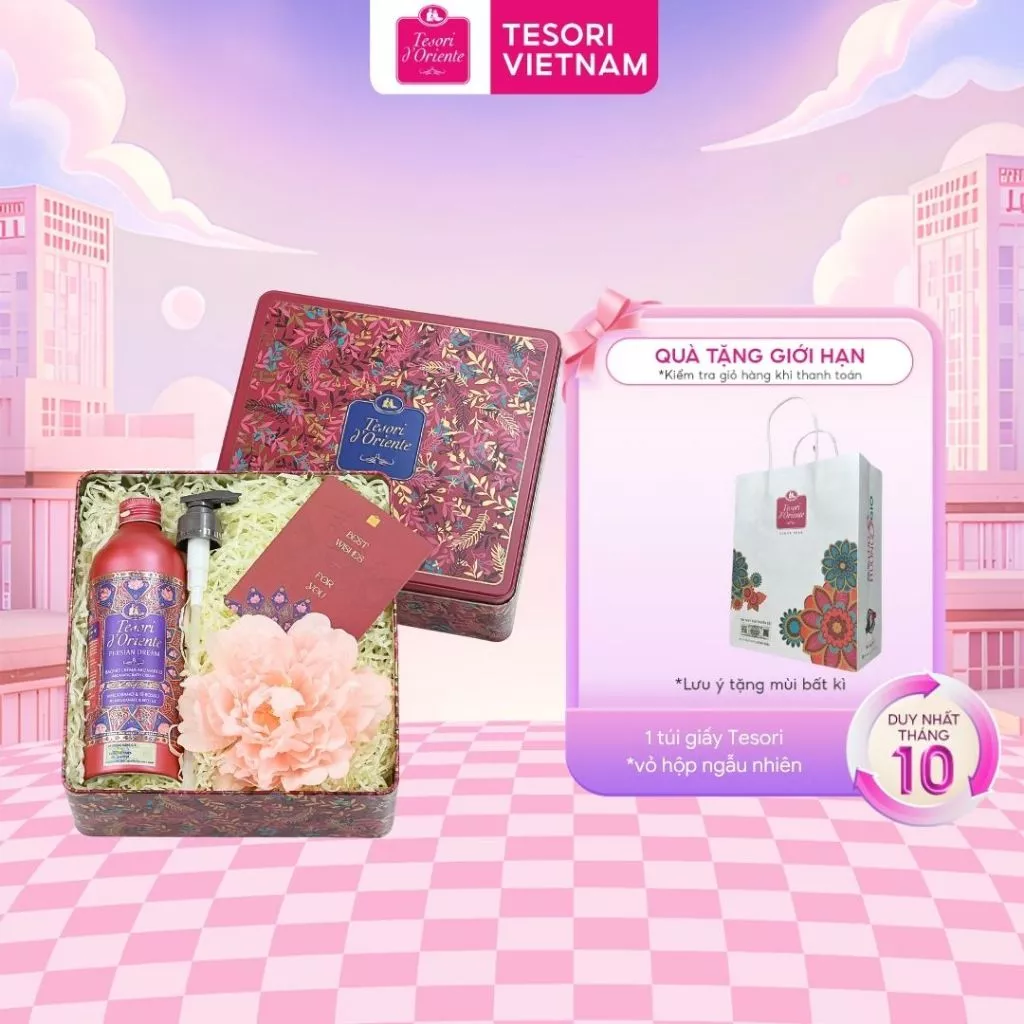 Tesori
d'Oriente
TESORI
VIETNAM
Tesori
d'Oriente
BEST
WISHES
FOR
YOU
Tesori
d'Oriente
PERSIAN DREAM
QUÀ TẶNG GIỚI HẠN
*Kiểm tra giỏ hàng khi thanh toán
Tesori
d'Oriente
*Lưu ý tặng mùi bất kì
1 túi giấy Tesori
*vỏ hộp ngẫu nhiên
DUY NHẤT
THÁNG
10